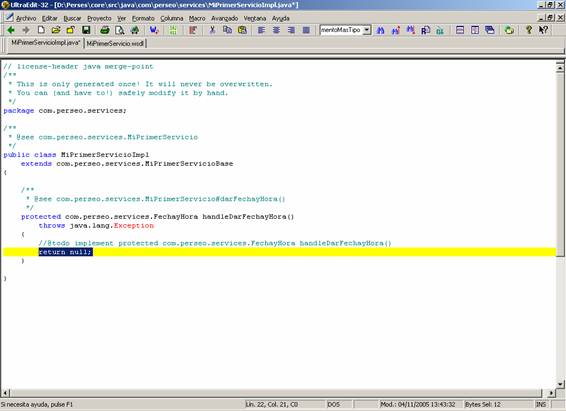 UltraEdit-32 - [D:\Perses\core\src\java\com\perseo\services\MiPrimerServicioImpl.java*]
Archivo Editar Buscar Proyecto Ver Formato Columna Macro Avanzado Ventana Ayuda
mentoMasTipo
MiPrimerServicioImpl.java* MiPrimerServicio.wsdl
// license-header java merge-point
/**
* This is only generated once! It will never be overwritten.
* You can (and have to!) safely modify it by hand.
*/
package com.perseo.services;
/**
* @see com.perseo.services.MiPrimerServicio
*/
public class MiPrimerServicioImpl
extends com.perseo.services.MiPrimerServicioBase
{
/**
* @see com.perseo.services.MiPrimerServicio#darFechayHora()
*/
protected com.perseo.services.FechayHora handleDarFechayHora()
throws java.lang.Exception
{
//@todo implement protected com.perseo.services.FechayHora handleDarFechayHora()
return null;
}
}
Si necesita ayuda, pulse F1 Lín. 22, Col. 21, C0 DOS Mod.: 04/11/2005 13:43:32 Bytes Sel: 12 INS